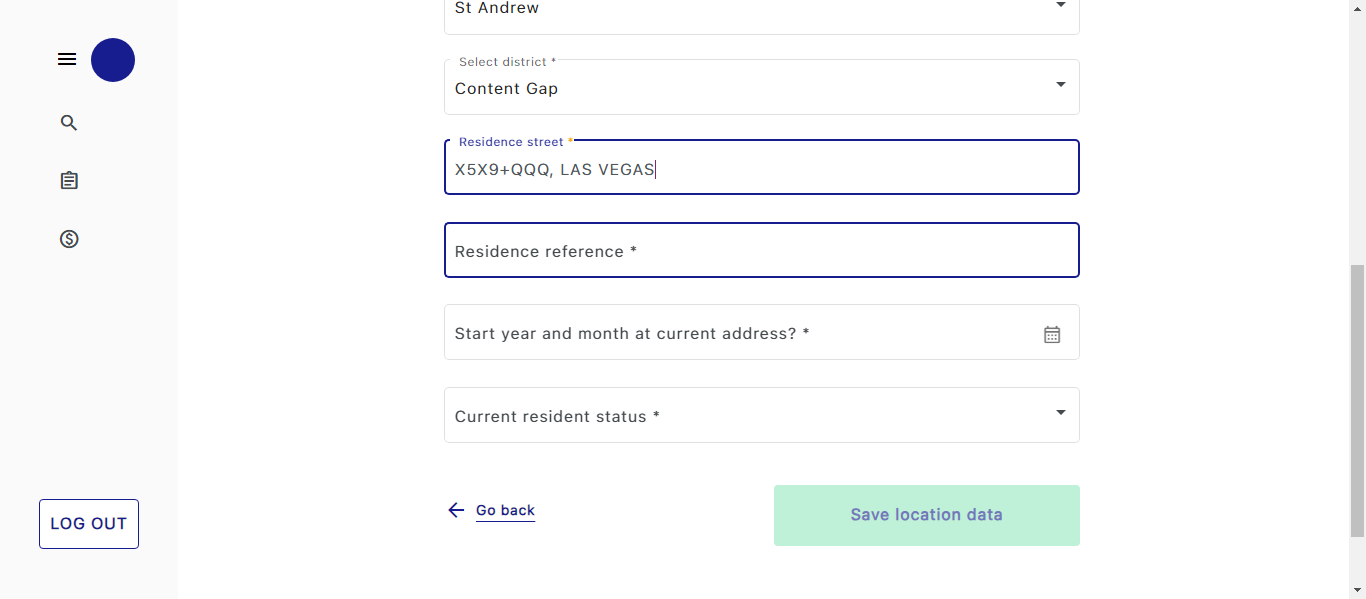 St Andrew
Select district *
Content Gap
Residence street *
X5X9+QQQ, LAS VEGAS
Residence reference *
Start year and month at current address? *
Current resident status *
Go back
Save location data
LOG OUT